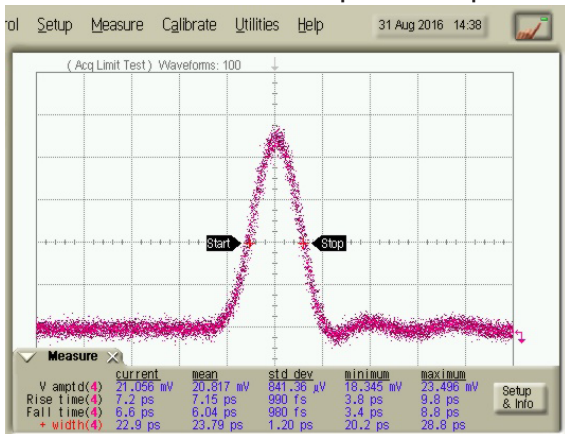 ol Setup Measure Calibrate Utilities Help 31 Aug 2016 14:38
( Acq Limit Test ) Waveforms: 100
Start Stop
Measure
current mean std dev minimum maximum
V amptd(4) 21.056 mV 20.817 mV 841.36 µV 18.345 mV 23.496 mV
Rise time(4) 7.2 ps 7.15 ps 990 fs 3.8 ps 9.8 ps
Fall time(4) 6.6 ps 6.04 ps 980 fs 3.4 ps 8.8 ps
+ width(4) 22.9 ps 23.79 ps 1.20 ps 20.2 ps 28.8 ps
Setup
& Info